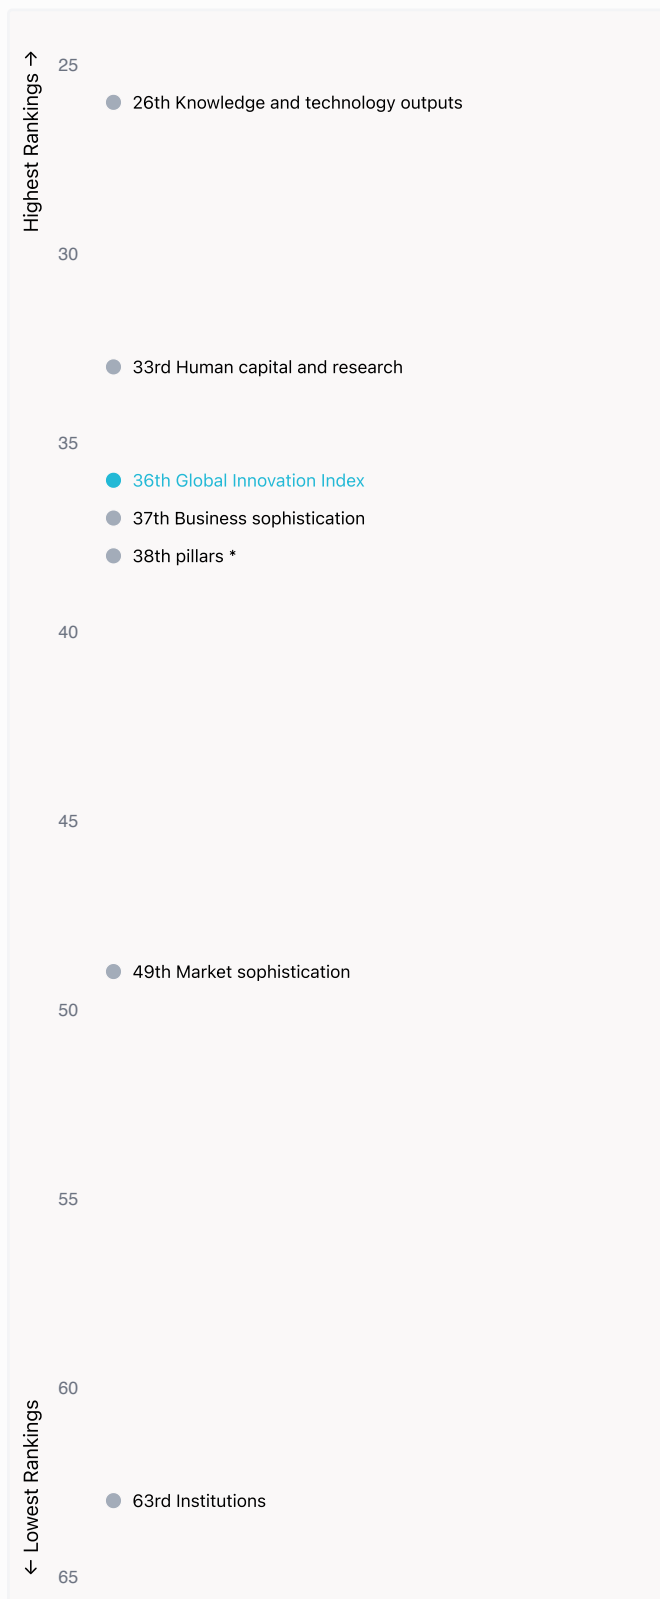 Highest Rankings →
25
26th Knowledge and technology outputs
30
33rd Human capital and research
35
36th Global Innovation Index
37th Business sophistication
38th pillars *
40
45
49th Market sophistication
50
55
60
← Lowest Rankings
63rd Institutions
65